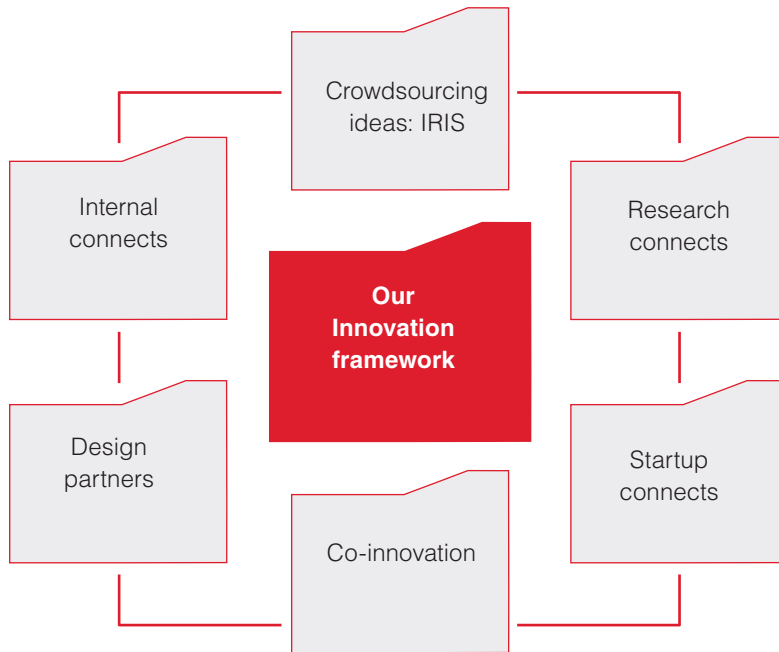 Crowdsourcing
ideas: IRIS
Internal
connects
Research
connects
Our
Innovation
framework
Design
partners
Startup
connects
Co-innovation